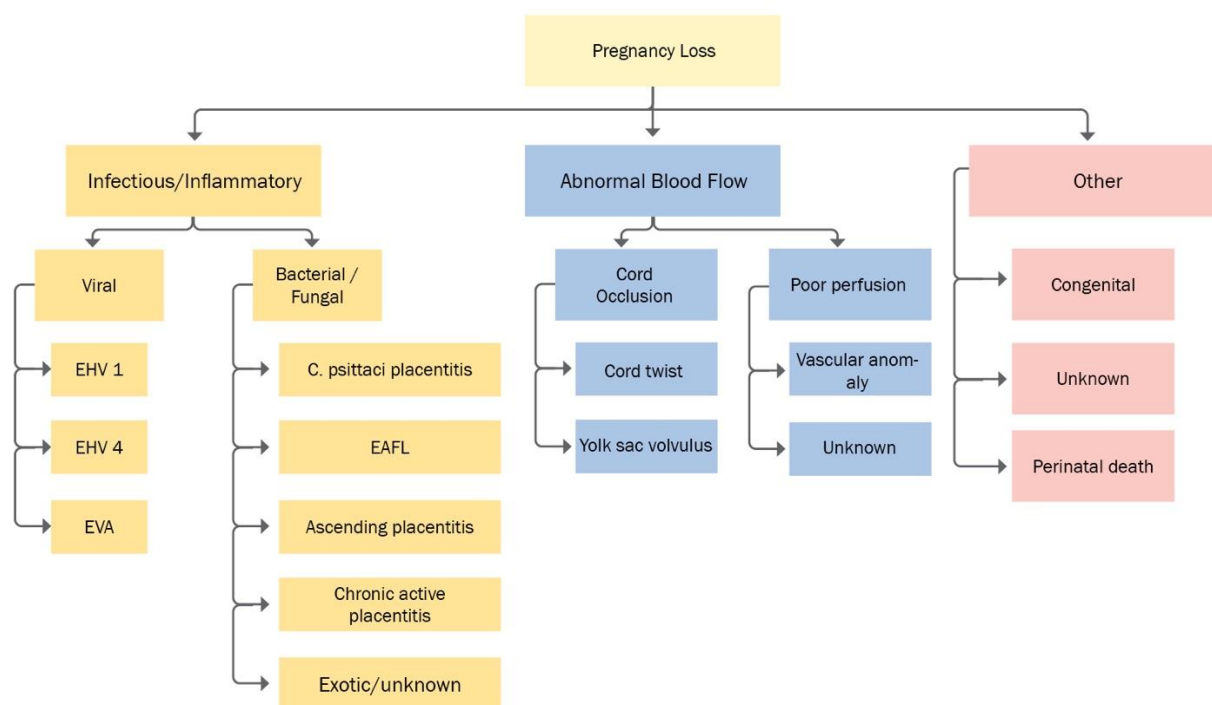 Pregnancy Loss
Infectious/Inflammatory
Abnormal Blood Flow
Other
Viral
Bacterial /
Fungal
Cord
Occlusion
Poor perfusion
Congenital
EHV 1
C. psittaci placentitis
Cord twist
Vascular anom-
aly
Unknown
EHV 4
EAFL
Yolk sac volvulus
Unknown
Perinatal death
EVA
Ascending placentitis
Chronic active
placentitis
Exotic/unknown